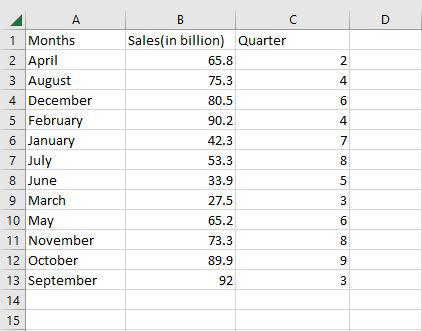 A B C D
1 Months Sales(in billion) Quarter
2 April 65.8 2
3 August 75.3 4
4 December 80.5 6
5 February 90.2 4
6 January 42.3 7
7 July 53.3 8
8 June 33.9 5
9 March 27.5 3
10 May 65.2 6
11 November 73.3 8
12 October 89.9 9
13 September 92 3
14
15